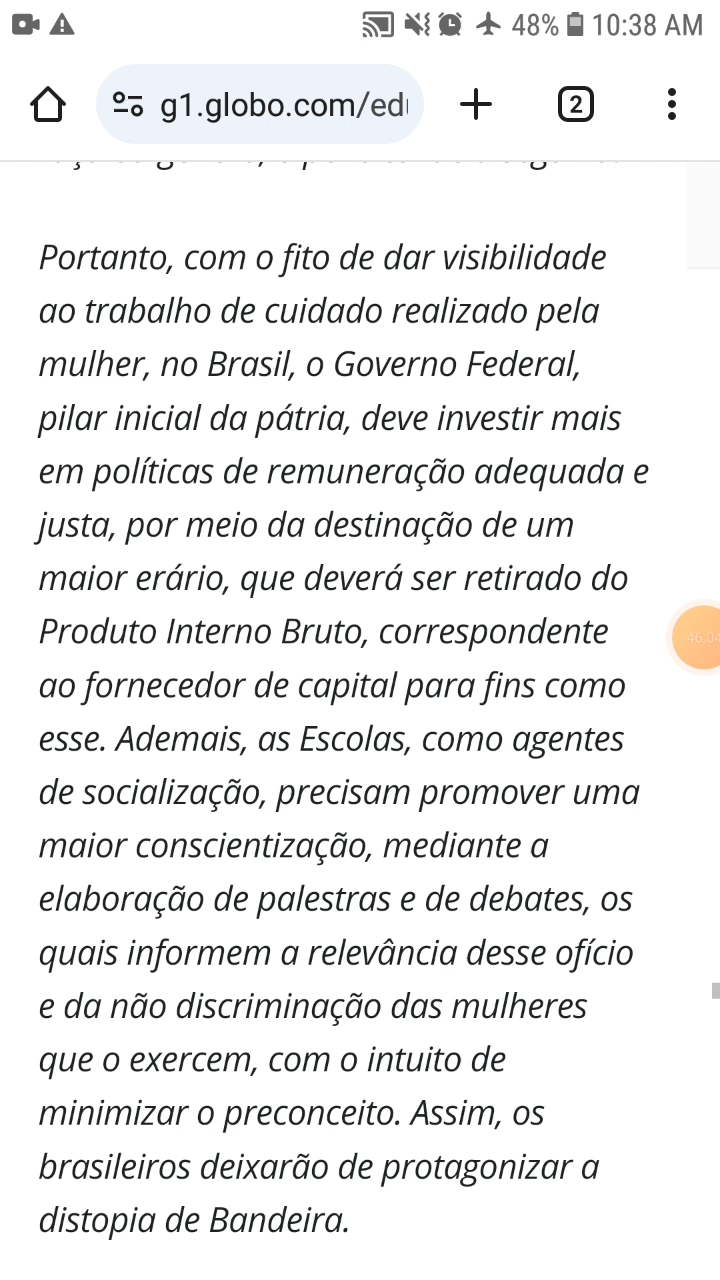 48% 10:38 AM
g1.globo.com/edu
2
Portanto, com o fito de dar visibilidade
ao trabalho de cuidado realizado pela
mulher, no Brasil, o Governo Federal,
pilar inicial da pátria, deve investir mais
em políticas de remuneração adequada e
justa, por meio da destinação de um
maior erário, que deverá ser retirado do
Produto Interno Bruto, correspondente
ao fornecedor de capital para fins como
esse. Ademais, as Escolas, como agentes
de socialização, precisam promover uma
maior conscientização, mediante a
elaboração de palestras e de debates, os
quais informem a relevância desse ofício
e da não discriminação das mulheres
que o exercem, com o intuito de
minimizar o preconceito. Assim, os
brasileiros deixarão de protagonizar a
distopia de Bandeira.